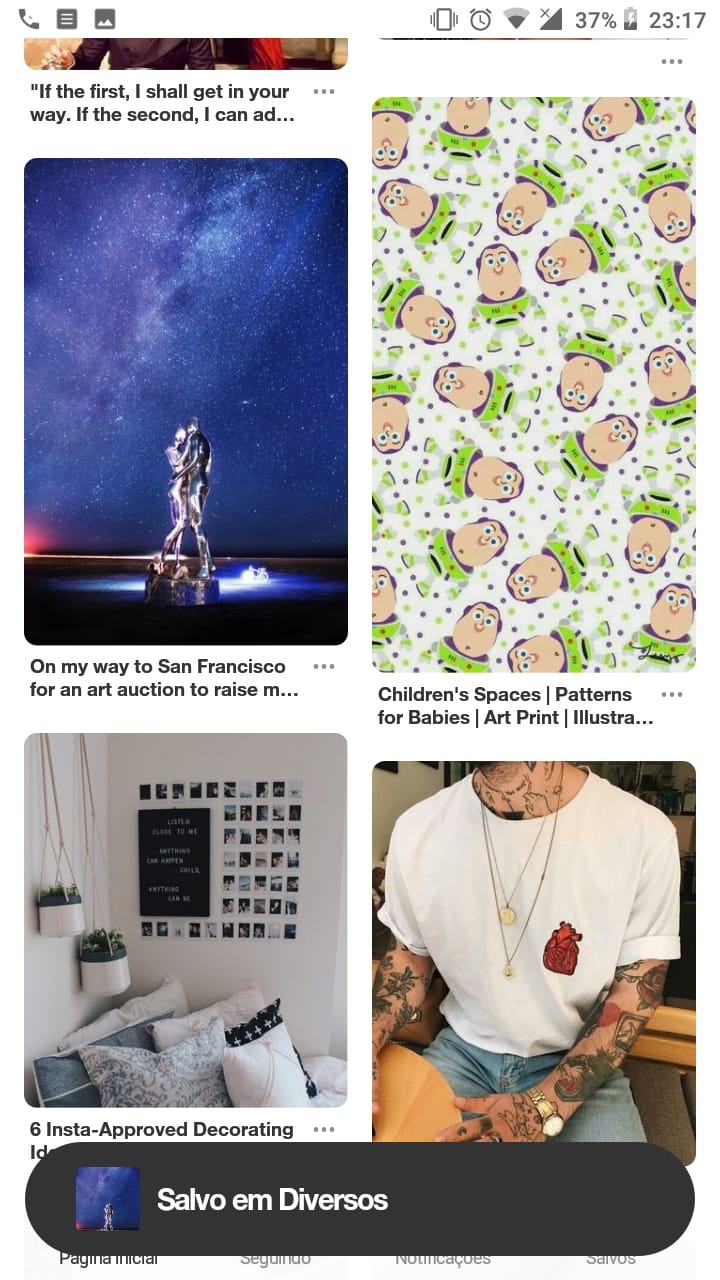 37% 23:17
"If the first, I shall get in your
way. If the second, I can ad...
On my way to San Francisco
for an art auction to raise m...
Children's Spaces | Patterns
for Babies | Art Print | Illustra...
LISTEN
CLOSE TO ME
ANYTHING
CAN HAPPEN
CHILD,
ANYTHING
CAN BE
6 Insta-Approved Decorating
Salvo em Diversos
Página inicial
Seguindo
Notificações
Salvos